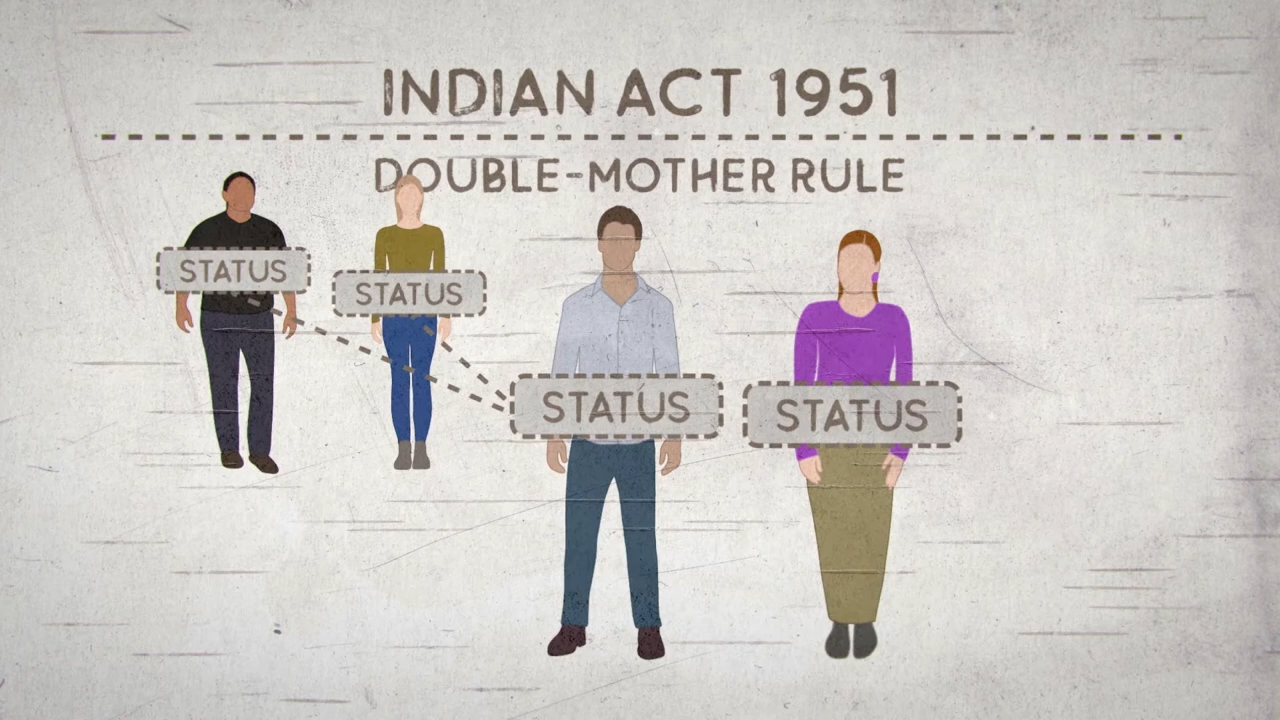 INDIAN ACT 1951
DOUBLE-MOTHER RULE
STATUS
STATUS
STATUS
STATUS